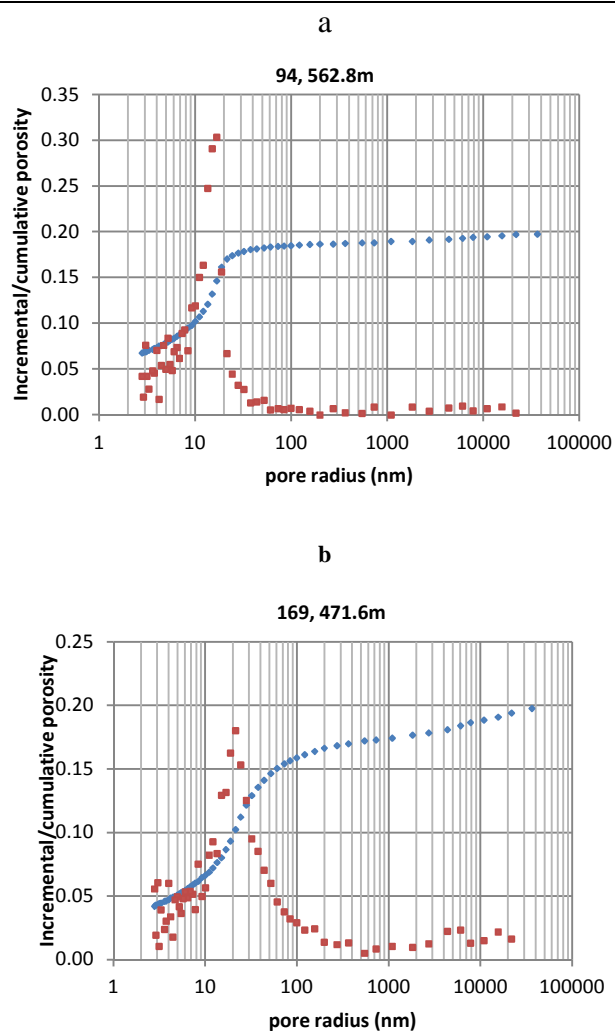 a
94, 562.8m
Incremental/cumulative porosity
0.35
0.30
0.25
0.20
0.15
0.10
0.05
0.00
1 10 100 1000 10000 100000
pore radius (nm)
b
169, 471.6m
Incremental/cumulative porosity
0.25
0.20
0.15
0.10
0.05
0.00
1 10 100 1000 10000 100000
pore radius (nm)